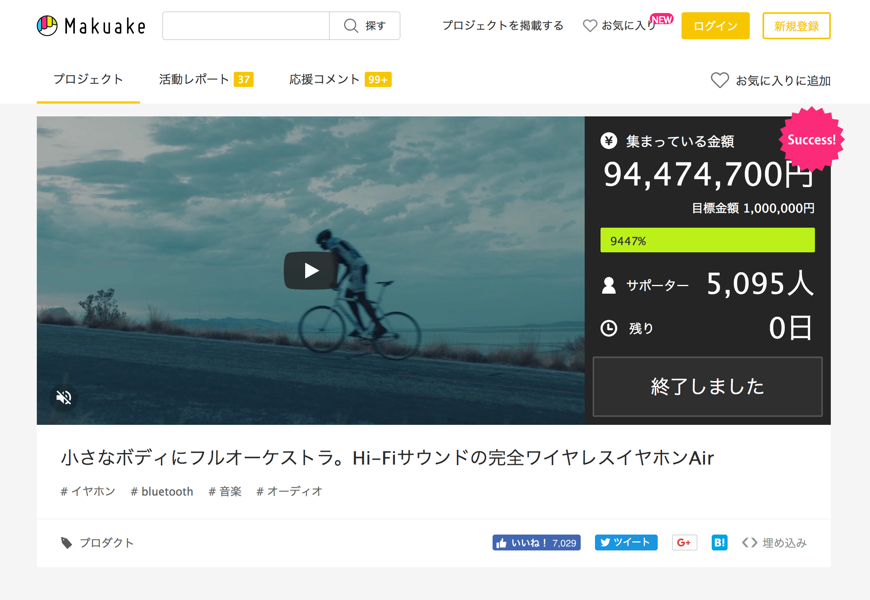 Makuake
探す
プロジェクトを掲載する
お気に入り
NEW
ログイン
新規登録
プロジェクト
活動レポート 37
応援コメント 99+
お気に入りに追加
Success!
¥ 集まっている金額
94,474,700円
目標金額 1,000,000円
9447%
サポーター 5,095人
残り 0日
終了しました
小さなボディにフルオーケストラ。Hi-Fiサウンドの完全ワイヤレスイヤホンAir
# イヤホン # bluetooth # 音楽 # オーディオ
プロダクト
いいね！ 7,029
ツイート
G+
B!
埋め込み